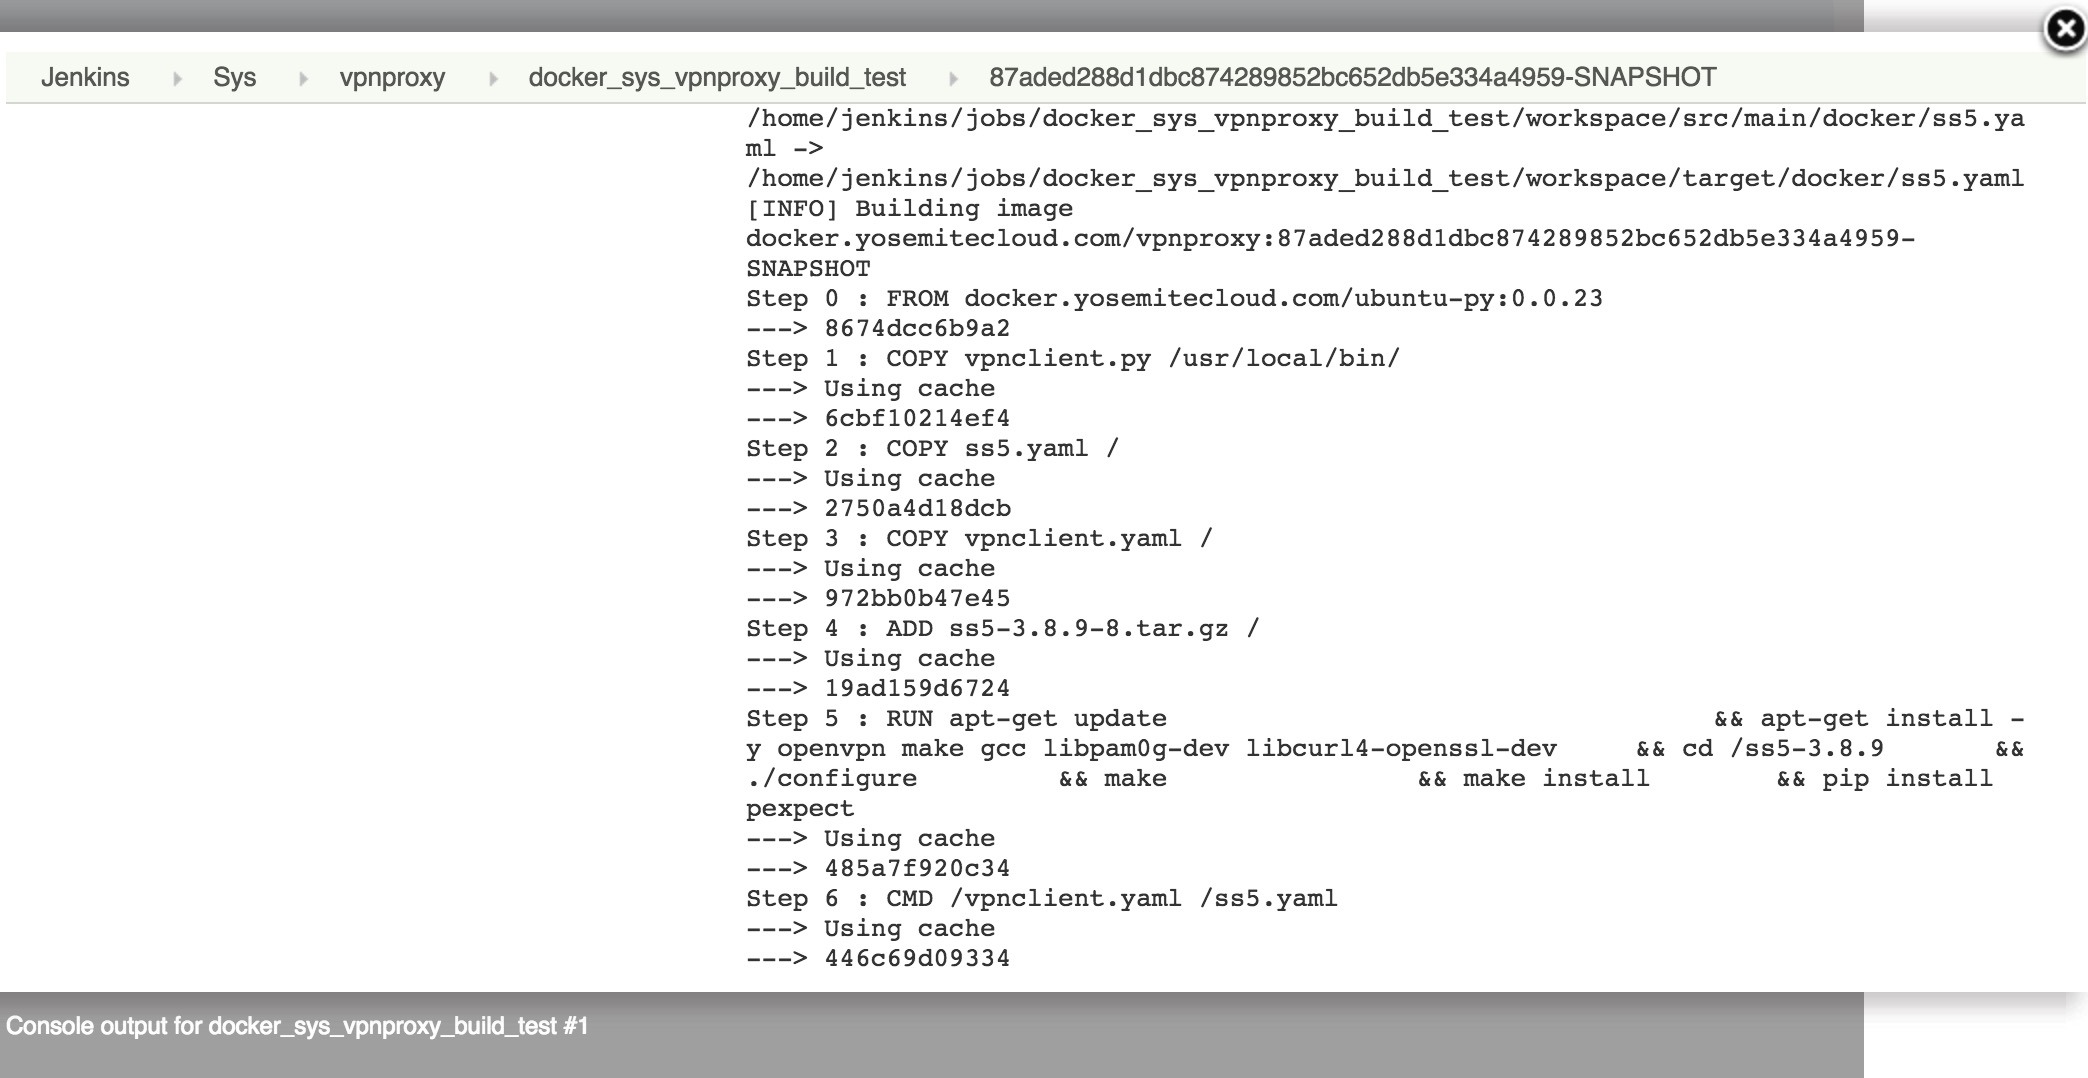 Jenkins Sys vpnproxy docker_sys_vpnproxy_build_test 87aded288d1dbc874289852bc652db5e334a4959-SNAPSHOT
/home/jenkins/jobs/docker_sys_vpnproxy_build_test/workspace/src/main/docker/ss5.ya
ml ->
/home/jenkins/jobs/docker_sys_vpnproxy_build_test/workspace/target/docker/ss5.yaml
[INFO] Building image
docker.yosemitecloud.com/vpnproxy:87aded288d1dbc874289852bc652db5e334a4959-
SNAPSHOT
Step 0 : FROM docker.yosemitecloud.com/ubuntu-py:0.0.23
---> 8674dcc6b9a2
Step 1 : COPY vpnclient.py /usr/local/bin/
---> Using cache
---> 6cbf10214ef4
Step 2 : COPY ss5.yaml /
---> Using cache
---> 2750a4d18dcb
Step 3 : COPY vpnclient.yaml /
---> Using cache
---> 972bb0b47e45
Step 4 : ADD ss5-3.8.9-8.tar.gz /
---> Using cache
---> 19ad159d6724
Step 5 : RUN apt-get update && apt-get install -
y openvpn make gcc libpam0g-dev libcurl4-openssl-dev && cd /ss5-3.8.9 &&
./configure && make && make install && pip install
pexpect
---> Using cache
---> 485a7f920c34
Step 6 : CMD /vpnclient.yaml /ss5.yaml
---> Using cache
---> 446c69d09334
Console output for docker_sys_vpnproxy_build_test #1